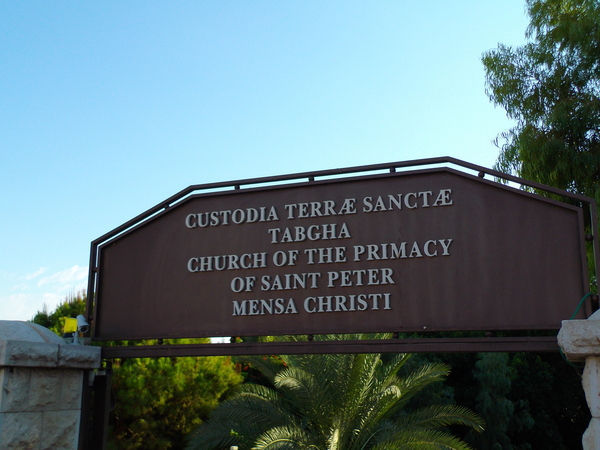 CUSTODIA TERRÆ SANCTÆ
TABGHA
CHURCH OF THE PRIMACY
OF SAINT PETER
MENSA CHRISTI